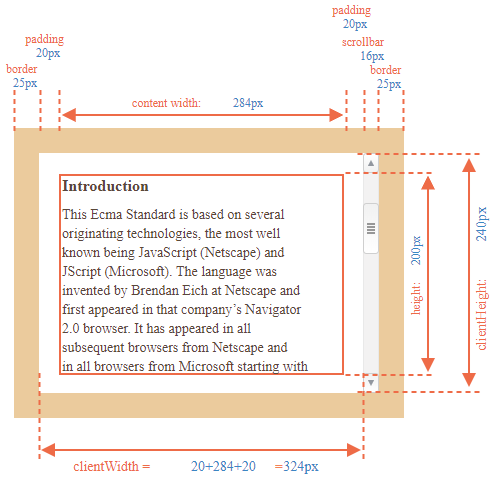 padding
20px
scrollbar
16px
padding
20px
border
25px
border
25px
content width: 284px
Introduction
This Ecma Standard is based on several
originating technologies, the most well
known being JavaScript (Netscape) and
JScript (Microsoft). The language was
invented by Brendan Eich at Netscape and
first appeared in that company’s Navigator
2.0 browser. It has appeared in all
subsequent browsers from Netscape and
in all browsers from Microsoft starting with
height: 200px
clientHeight: 240px
clientWidth = 20+284+20 =324px